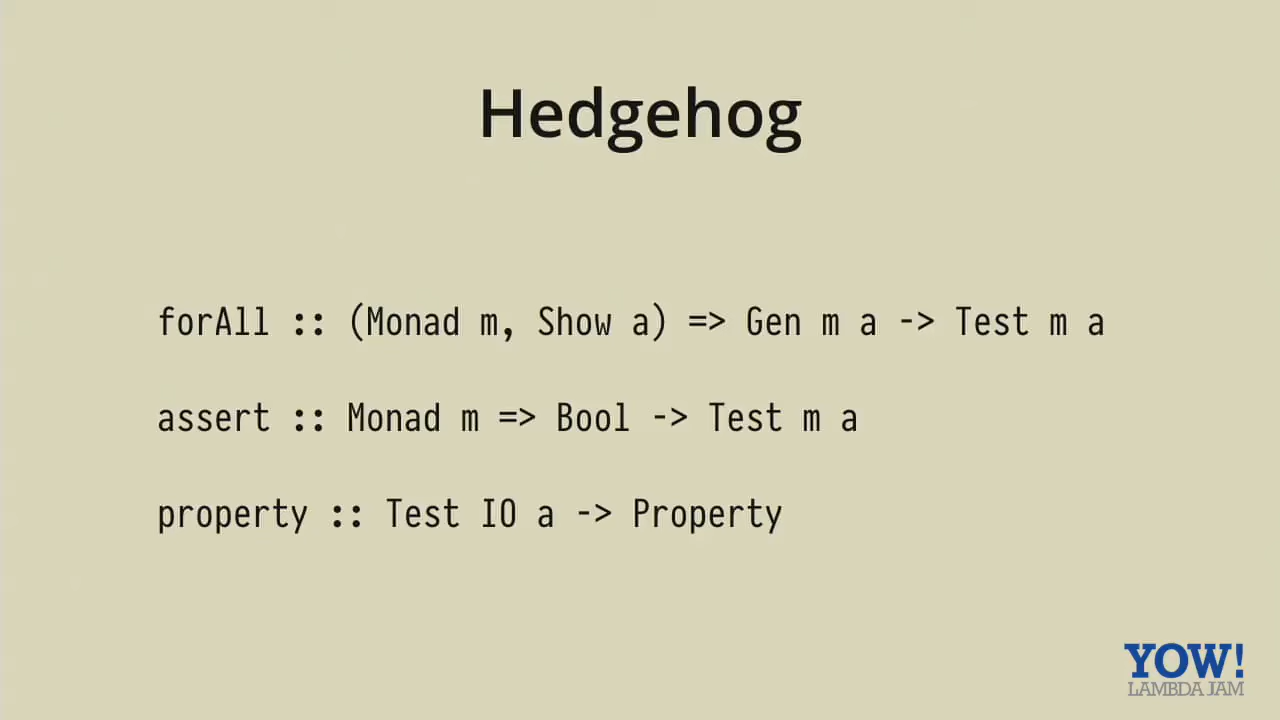 Hedgehog
forAll :: (Monad m, Show a) => Gen m a -> Test m a
assert :: Monad m => Bool -> Test m a
property :: Test IO a -> Property
YOW!
LAMBDA JAM